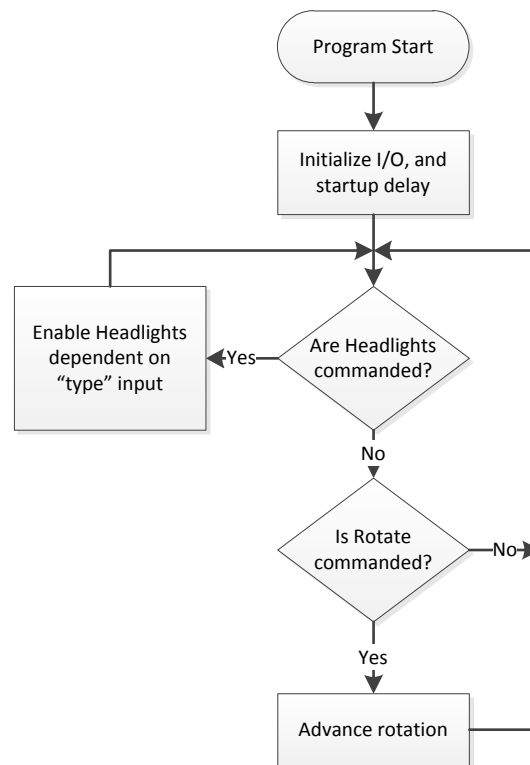 Program Start
Initialize I/O, and
startup delay
Enable Headlights
dependent on
“type” input
Yes
Are Headlights
commanded?
No
Is Rotate
commanded?
No
Yes
Advance rotation